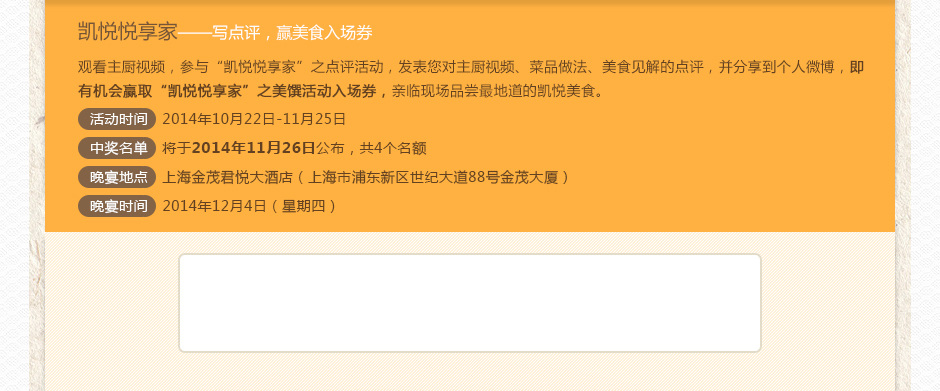 凯悦悦享家——写点评，赢美食入场券
观看主厨视频，参与“凯悦悦享家”之点评活动，发表您对主厨视频、菜品做法、美食见解的点评，并分享到个人微博，即
有机会赢取“凯悦悦享家”之美馔活动入场券，亲临现场品尝最地道的凯悦美食。
活动时间 2014年10月22日-11月25日
中奖名单 将于2014年11月26日公布，共4个名额
晚宴地点 上海金茂君悦大酒店（上海市浦东新区世纪大道88号金茂大厦）
晚宴时间 2014年12月4日（星期四）